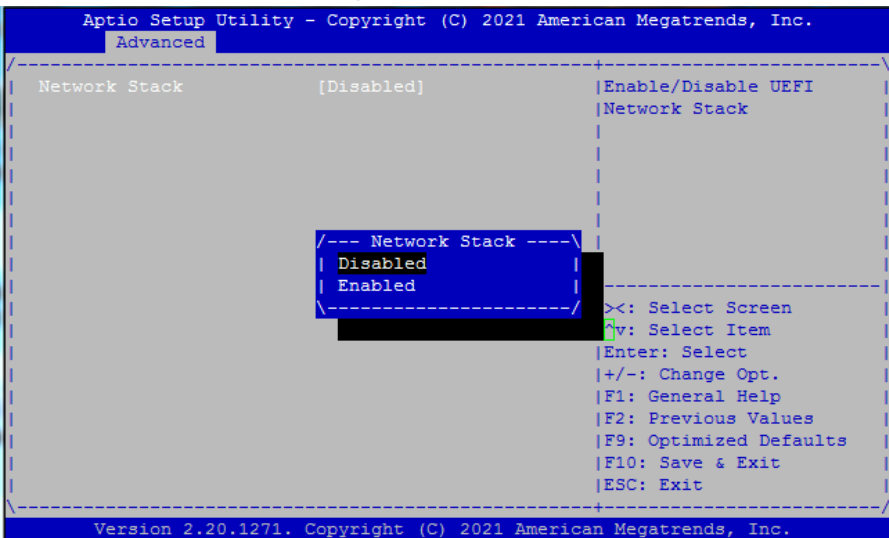 Aptio Setup Utility - Copyright (C) 2021 American Megatrends, Inc.
Advanced
Network Stack [Disabled]
Enable/Disable UEFI
Network Stack
/--- Network Stack ----\
Disabled
Enabled
><: Select Screen
^v: Select Item
Enter: Select
+/-: Change Opt.
F1: General Help
F2: Previous Values
F9: Optimized Defaults
F10: Save & Exit
ESC: Exit
Version 2.20.1271. Copyright (C) 2021 American Megatrends, Inc.